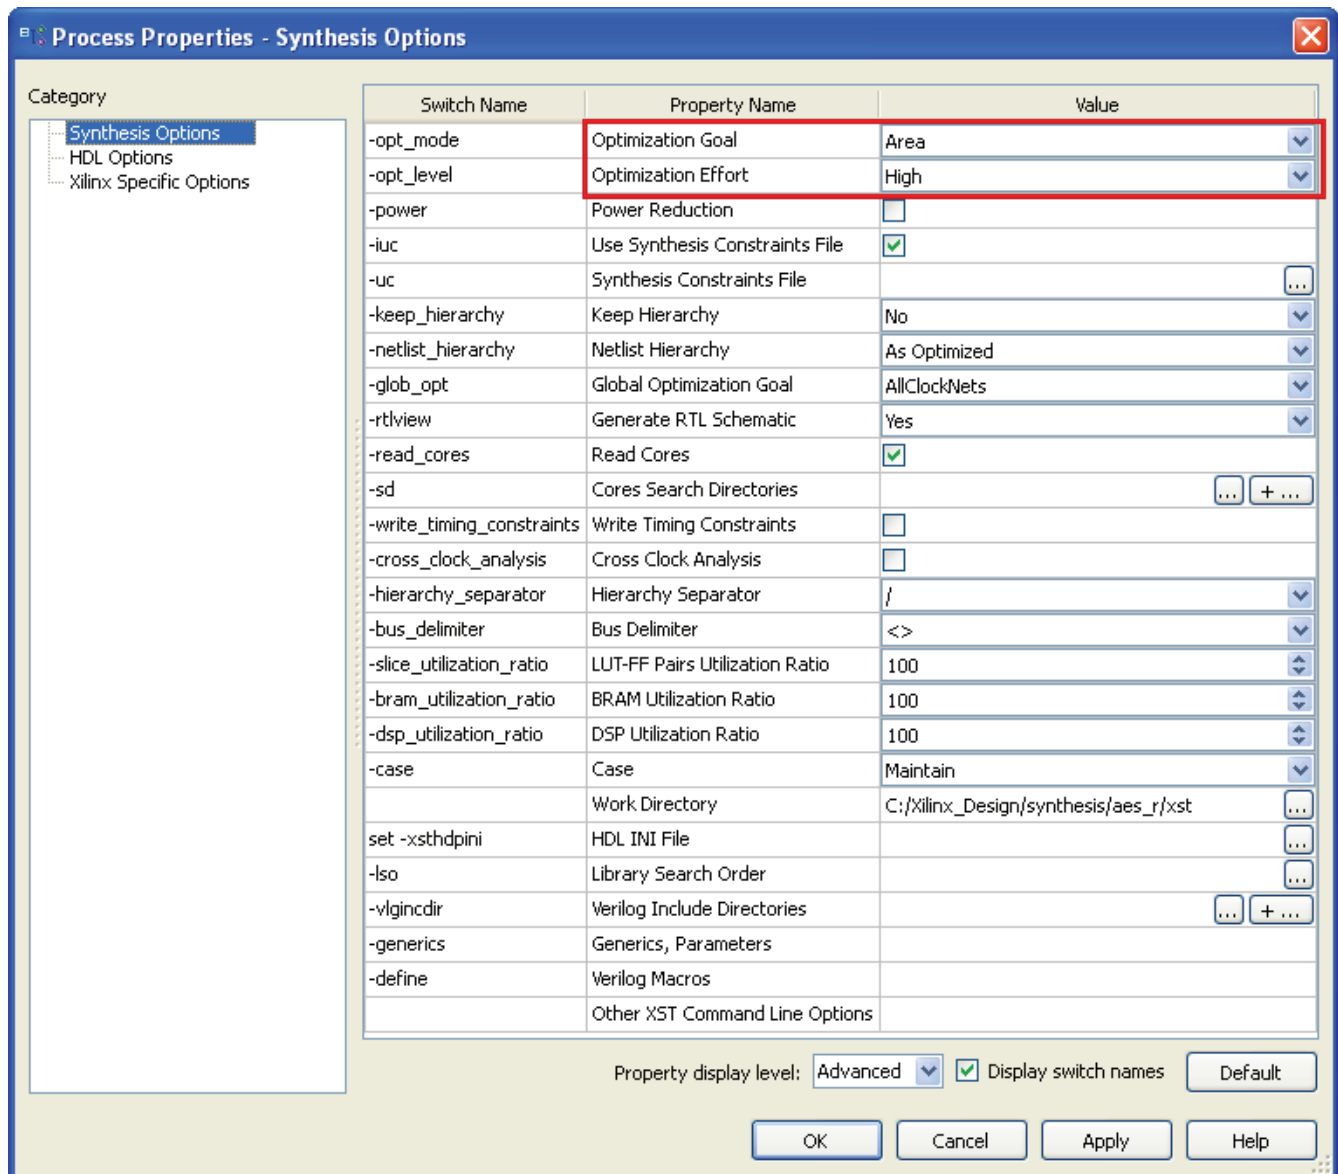 Process Properties - Synthesis Options
Category
Synthesis Options
HDL Options
Xilinx Specific Options
Switch Name Property Name Value
-opt_mode Optimization Goal Area
-opt_level Optimization Effort High
-power Power Reduction
-iuc Use Synthesis Constraints File
-uc Synthesis Constraints File ...
-keep_hierarchy Keep Hierarchy No
-netlist_hierarchy Netlist Hierarchy As Optimized
-glob_opt Global Optimization Goal AllClockNets
-rtlview Generate RTL Schematic Yes
-read_cores Read Cores
-sd Cores Search Directories ... + ...
-write_timing_constraints Write Timing Constraints
-cross_clock_analysis Cross Clock Analysis
-hierarchy_separator Hierarchy Separator /
-bus_delimiter Bus Delimiter <>
-slice_utilization_ratio LUT-FF Pairs Utilization Ratio 100
-bram_utilization_ratio BRAM Utilization Ratio 100
-dsp_utilization_ratio DSP Utilization Ratio 100
-case Case Maintain
Work Directory C:/Xilinx_Design/synthesis/aes_r/xst ...
set -xsthdpini HDL INI File ...
-lso Library Search Order ...
-vlgincdir Verilog Include Directories ... + ...
-generics Generics, Parameters
-define Verilog Macros
Other XST Command Line Options
Property display level: Advanced Display switch names Default
OK Cancel Apply Help